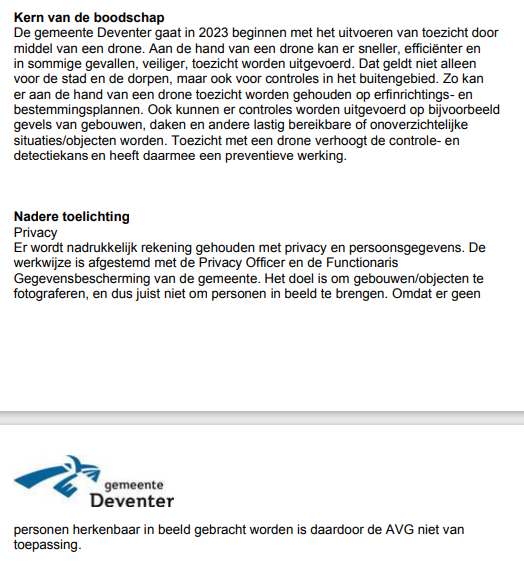 Kern van de boodschap
De gemeente Deventer gaat in 2023 beginnen met het uitvoeren van toezicht door
middel van een drone. Aan de hand van een drone kan er sneller, efficiënter en
in sommige gevallen, veiliger, toezicht worden uitgevoerd. Dat geldt niet alleen
voor de stad en de dorpen, maar ook voor controles in het buitengebied. Zo kan
er aan de hand van een drone toezicht worden gehouden op erfinrichtings- en
bestemmingsplannen. Ook kunnen er controles worden uitgevoerd op bijvoorbeeld
gevels van gebouwen, daken en andere lastig bereikbare of onoverzichtelijke
situaties/objecten worden. Toezicht met een drone verhoogt de controle- en
detectiekans en heeft daarmee een preventieve werking.
Nadere toelichting
Privacy
Er wordt nadrukkelijk rekening gehouden met privacy en persoonsgegevens. De
werkwijze is afgestemd met de Privacy Officer en de Functionaris
Gegevensbescherming van de gemeente. Het doel is om gebouwen/objecten te
fotograferen, en dus juist niet om personen in beeld te brengen. Omdat er geen
gemeente
Deventer
personen herkenbaar in beeld gebracht worden is daardoor de AVG niet van
toepassing.